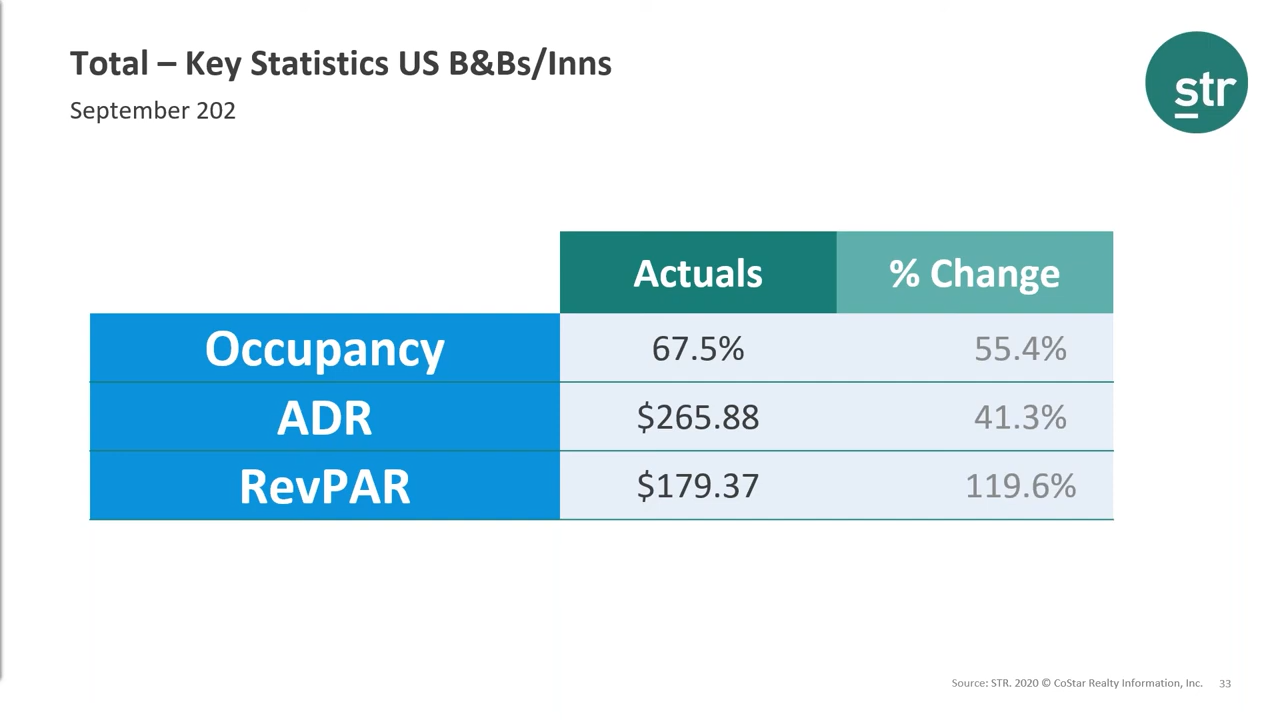 Total – Key Statistics US B&Bs/Inns
September 202
str
Actuals % Change
Occupancy 67.5% 55.4%
ADR $265.88 41.3%
RevPAR $179.37 119.6%
Source: STR. 2020 © CoStar Realty Information, Inc. 33